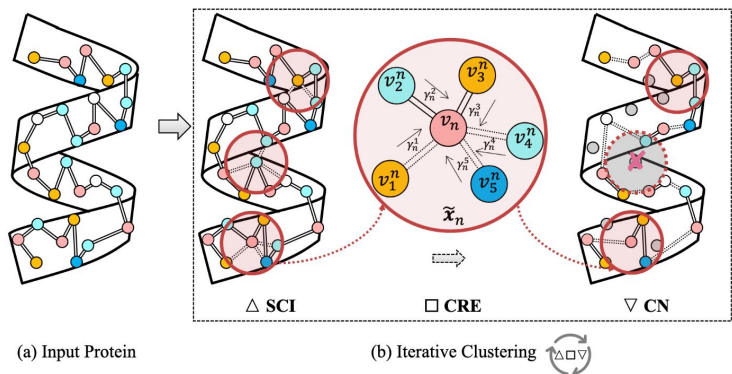 v₂ⁿ
v₃ⁿ
γₙ²
γₙ³
vₙ
v₄ⁿ
γₙ¹
γₙ⁴
γₙ⁵
v₁ⁿ
v₅ⁿ
x̃ₙ
△ SCI
□ CRE
▽ CN
(a) Input Protein
(b) Iterative Clustering △□▽